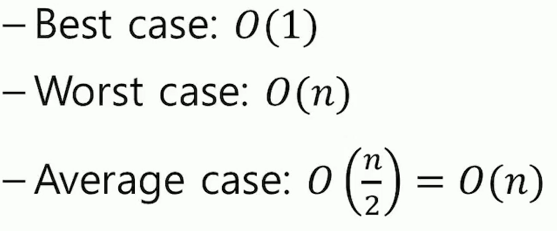 – Best case: O(1)
– Worst case: O(n)
– Average case: O(n/2) = O(n)